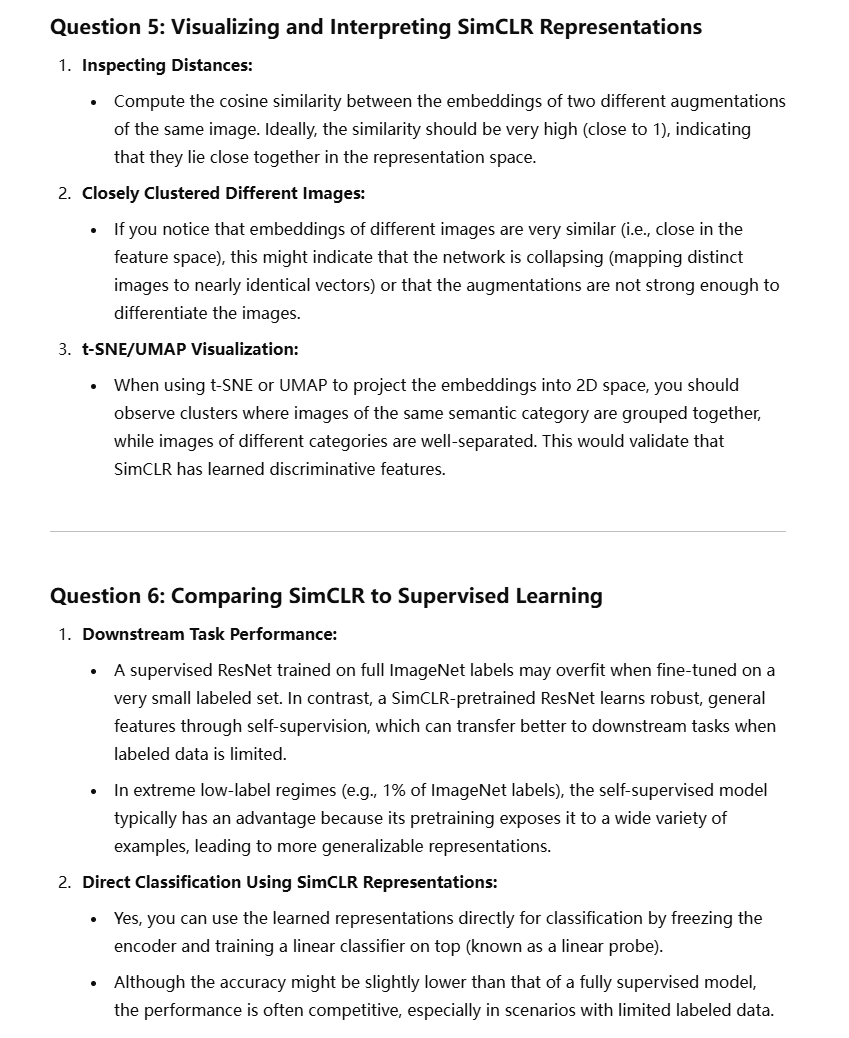 Question 5: Visualizing and Interpreting SimCLR Representations
1. Inspecting Distances:
• Compute the cosine similarity between the embeddings of two different augmentations
of the same image. Ideally, the similarity should be very high (close to 1), indicating
that they lie close together in the representation space.
2. Closely Clustered Different Images:
• If you notice that embeddings of different images are very similar (i.e., close in the
feature space), this might indicate that the network is collapsing (mapping distinct
images to nearly identical vectors) or that the augmentations are not strong enough to
differentiate the images.
3. t-SNE/UMAP Visualization:
• When using t-SNE or UMAP to project the embeddings into 2D space, you should
observe clusters where images of the same semantic category are grouped together,
while images of different categories are well-separated. This would validate that
SimCLR has learned discriminative features.
Question 6: Comparing SimCLR to Supervised Learning
1. Downstream Task Performance:
• A supervised ResNet trained on full ImageNet labels may overfit when fine-tuned on a
very small labeled set. In contrast, a SimCLR-pretrained ResNet learns robust, general
features through self-supervision, which can transfer better to downstream tasks when
labeled data is limited.
• In extreme low-label regimes (e.g., 1% of ImageNet labels), the self-supervised model
typically has an advantage because its pretraining exposes it to a wide variety of
examples, leading to more generalizable representations.
2. Direct Classification Using SimCLR Representations:
• Yes, you can use the learned representations directly for classification by freezing the
encoder and training a linear classifier on top (known as a linear probe).
• Although the accuracy might be slightly lower than that of a fully supervised model,
the performance is often competitive, especially in scenarios with limited labeled data.